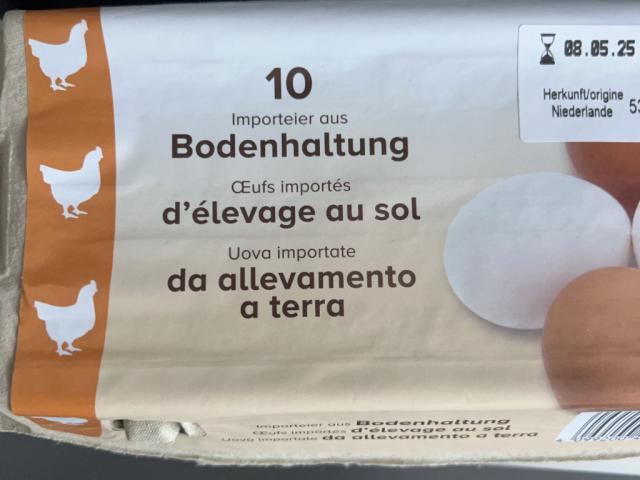 10
Importeier aus
Bodenhaltung
Œufs importés
d'élevage au sol
Uova importate
da allevamento
a terra
08.05.25
Herkunft/origine
Niederlande
Importeier aus Bodenhaltung
Œufs importés d'élevage au sol
Uova importate da allevamento a terra